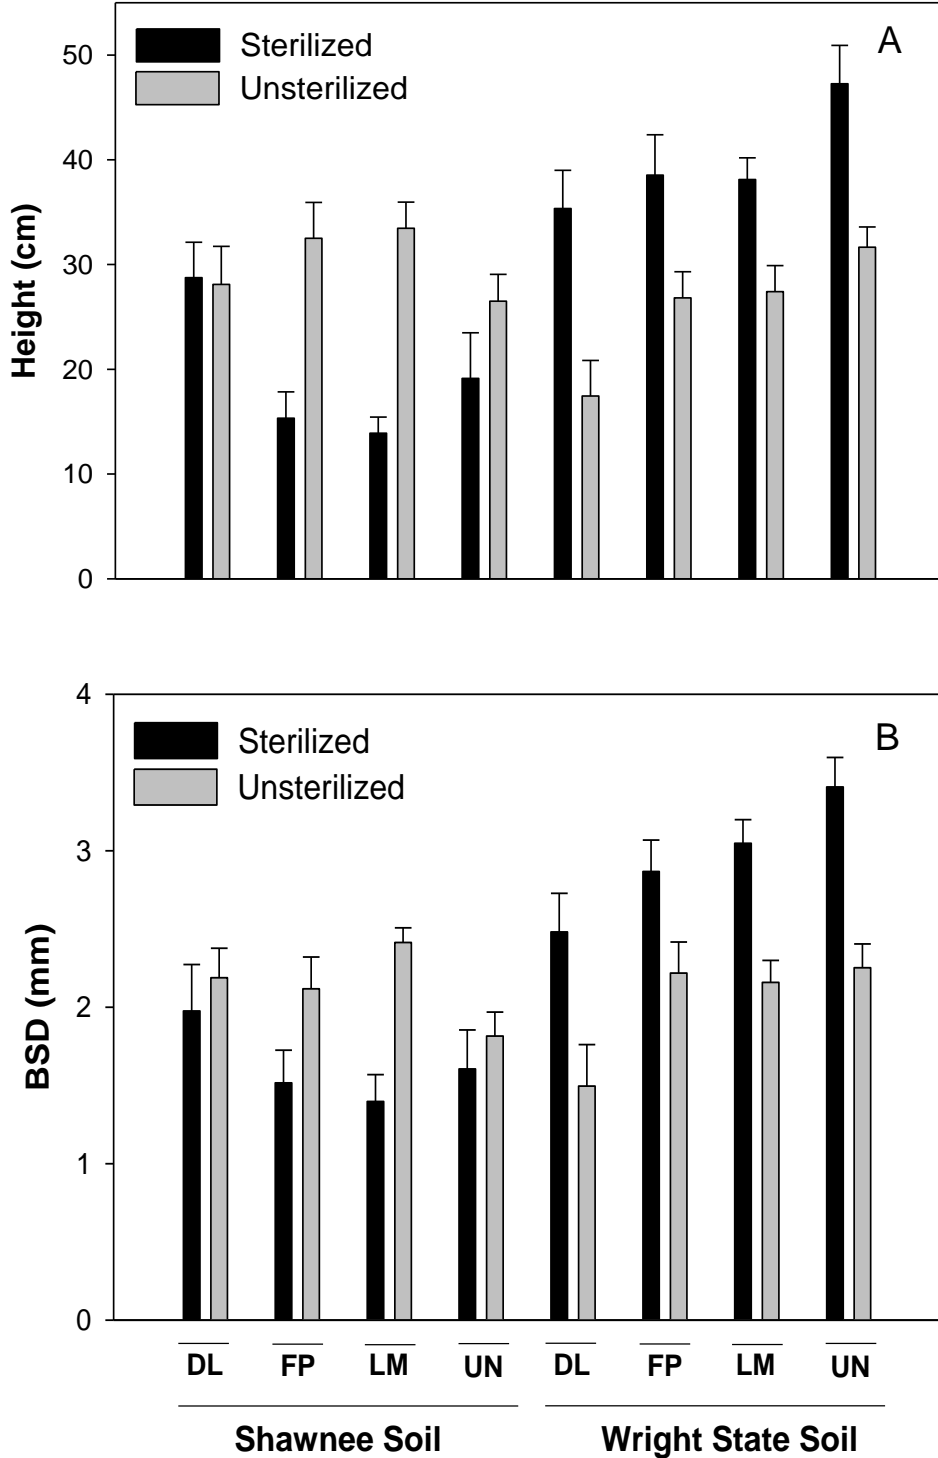 A
Sterilized
Unsterilized
50
40
30
20
10
0
Height (cm)
B
Sterilized
Unsterilized
4
3
2
1
0
BSD (mm)
DL FP LM UN DL FP LM UN
Shawnee Soil Wright State Soil